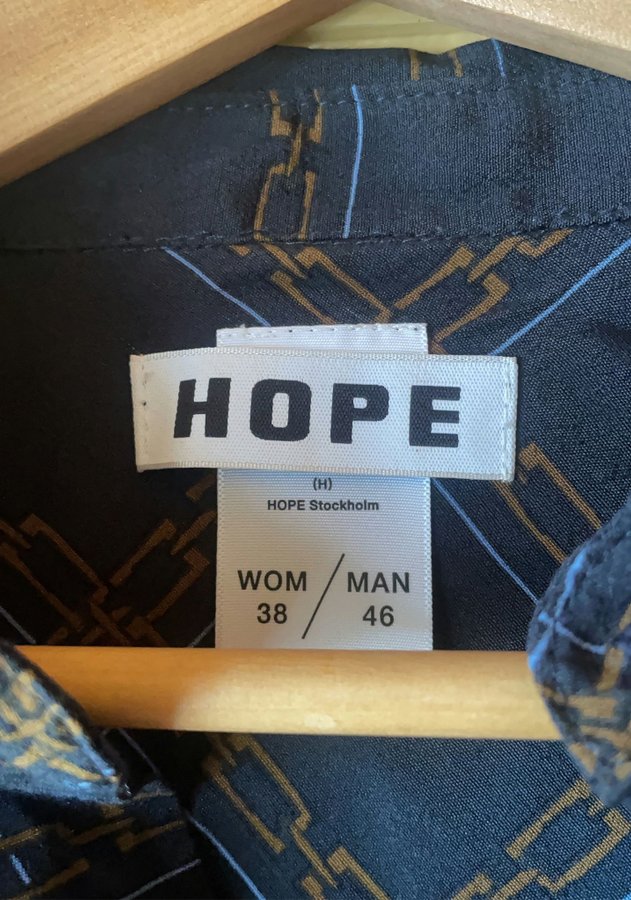 HOPE
(H)
HOPE Stockholm
WOM / MAN
38 46